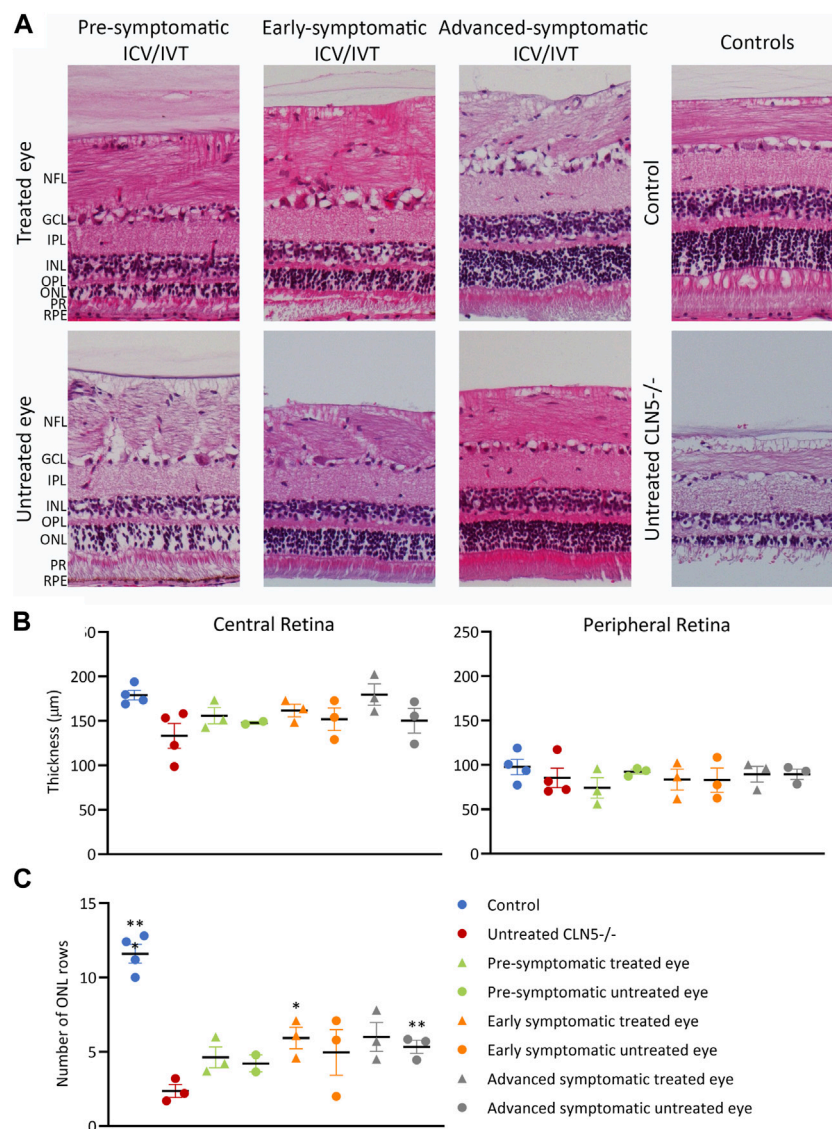 A
Pre-symptomatic
ICV/IVT
Early-symptomatic
ICV/IVT
Advanced-symptomatic
ICV/IVT
Controls
Treated eye
NFL
GCL
IPL
INL
OPL
ONL
PR
RPE
Control
Untreated eye
NFL
GCL
IPL
INL
OPL
ONL
PR
RPE
Untreated CLN5-/-
B
Central Retina
Thickness (µm)
50
200
150
100
50
0
Peripheral Retina
250
200
150
100
50
0
C
Number of ONL rows
15
10
5
0
**
*
*
**
Control
Untreated CLN5-/-
Pre-symptomatic treated eye
Pre-symptomatic untreated eye
Early symptomatic treated eye
Early symptomatic untreated eye
Advanced symptomatic treated eye
Advanced symptomatic untreated eye